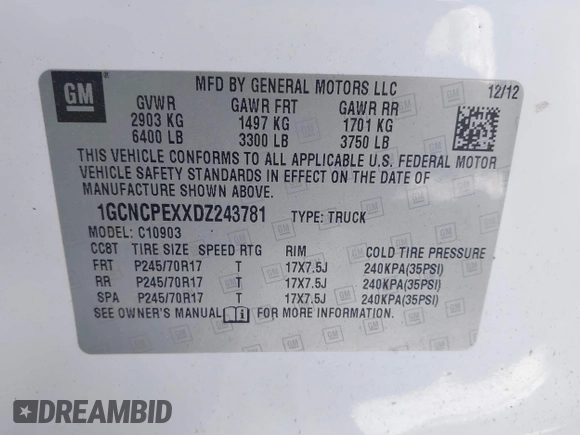 GM
MFD BY GENERAL MOTORS LLC
12/12
GVWR GAWR FRT GAWR RR
2903 KG 1497 KG 1701 KG
6400 LB 3300 LB 3750 LB
THIS VEHICLE CONFORMS TO ALL APPLICABLE U.S. FEDERAL MOTOR
VEHICLE SAFETY STANDARDS IN EFFECT ON THE DATE OF
MANUFACTURE SHOWN ABOVE.
1GCNCPEXXDZ243781 TYPE: TRUCK
MODEL: C10903
CC8T TIRE SIZE SPEED RTG RIM COLD TIRE PRESSURE
FRT P245/70R17 T 17X7.5J 240KPA(35PSI)
RR P245/70R17 T 17X7.5J 240KPA(35PSI)
SPA P245/70R17 T 17X7.5J 240KPA(35PSI)
SEE OWNER'S MANUAL FOR MORE INFORMATION.
DREAMBID